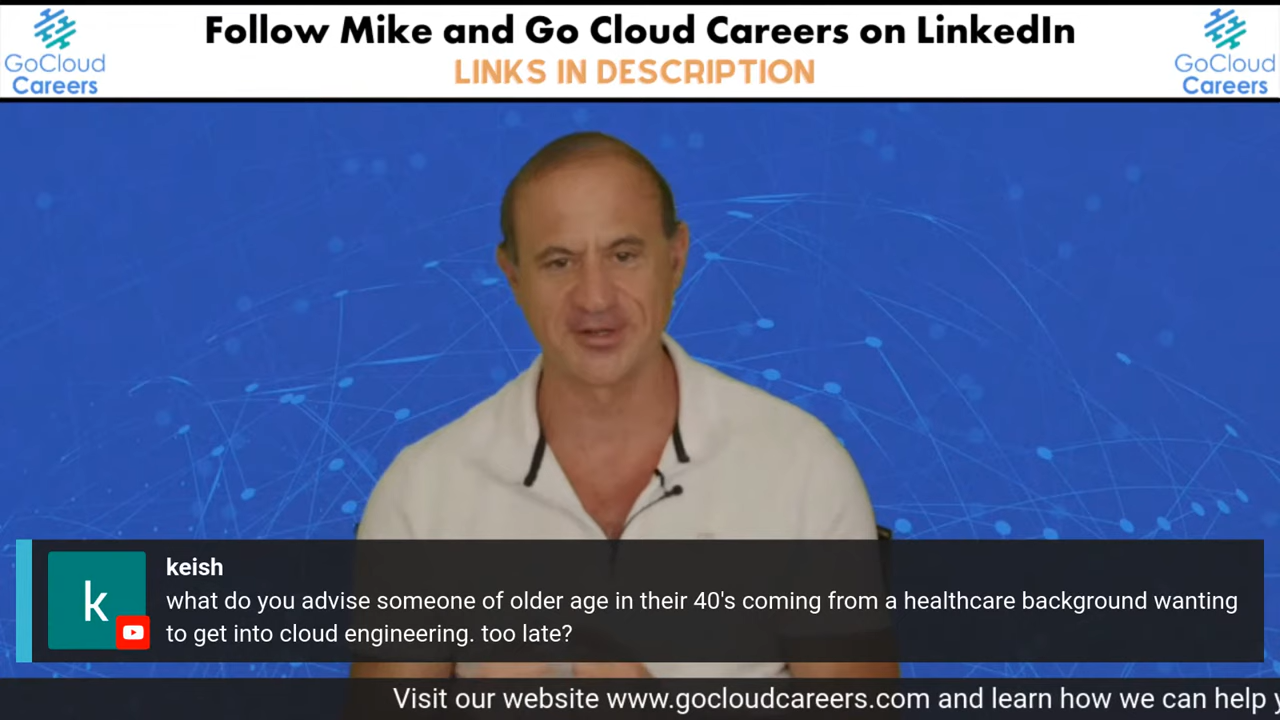 Follow Mike and Go Cloud Careers on LinkedIn
LINKS IN DESCRIPTION
GoCloud
Careers
GoCloud
Careers
k
keish
what do you advise someone of older age in their 40's coming from a healthcare background wanting
to get into cloud engineering. too late?
Visit our website www.gocloudcareers.com and learn how we can help